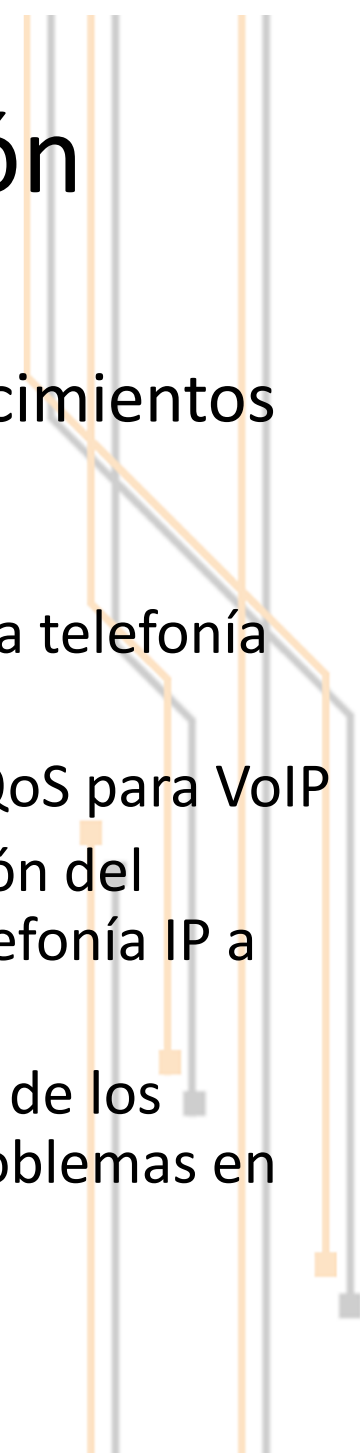 ón
cimientos
a telefonía
QoS para VoIP
ón del
efonía IP a
de los
oblemas en